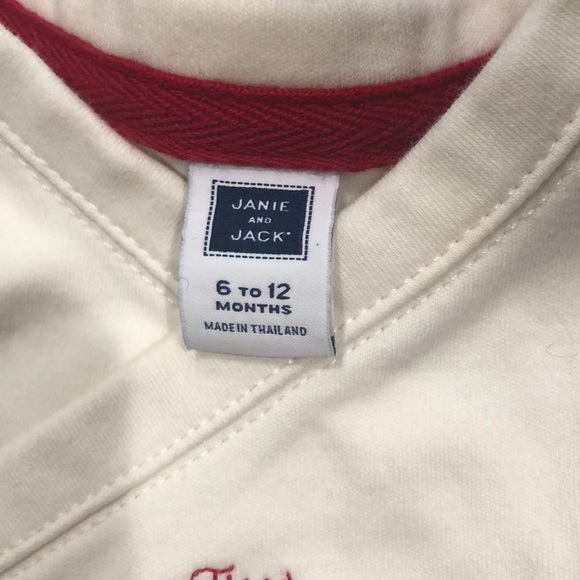 JANIE
AND
JACK
6 TO 12
MONTHS
MADE IN THAILAND